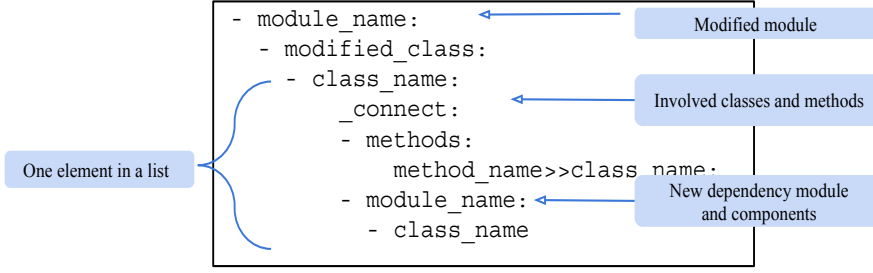 - module_name:
Modified module
- modified_class:
- class_name:
_connect:
Involved classes and methods
- methods:
One element in a list
method_name>>class_name:
- module_name:
New dependency module
and components
- class_name